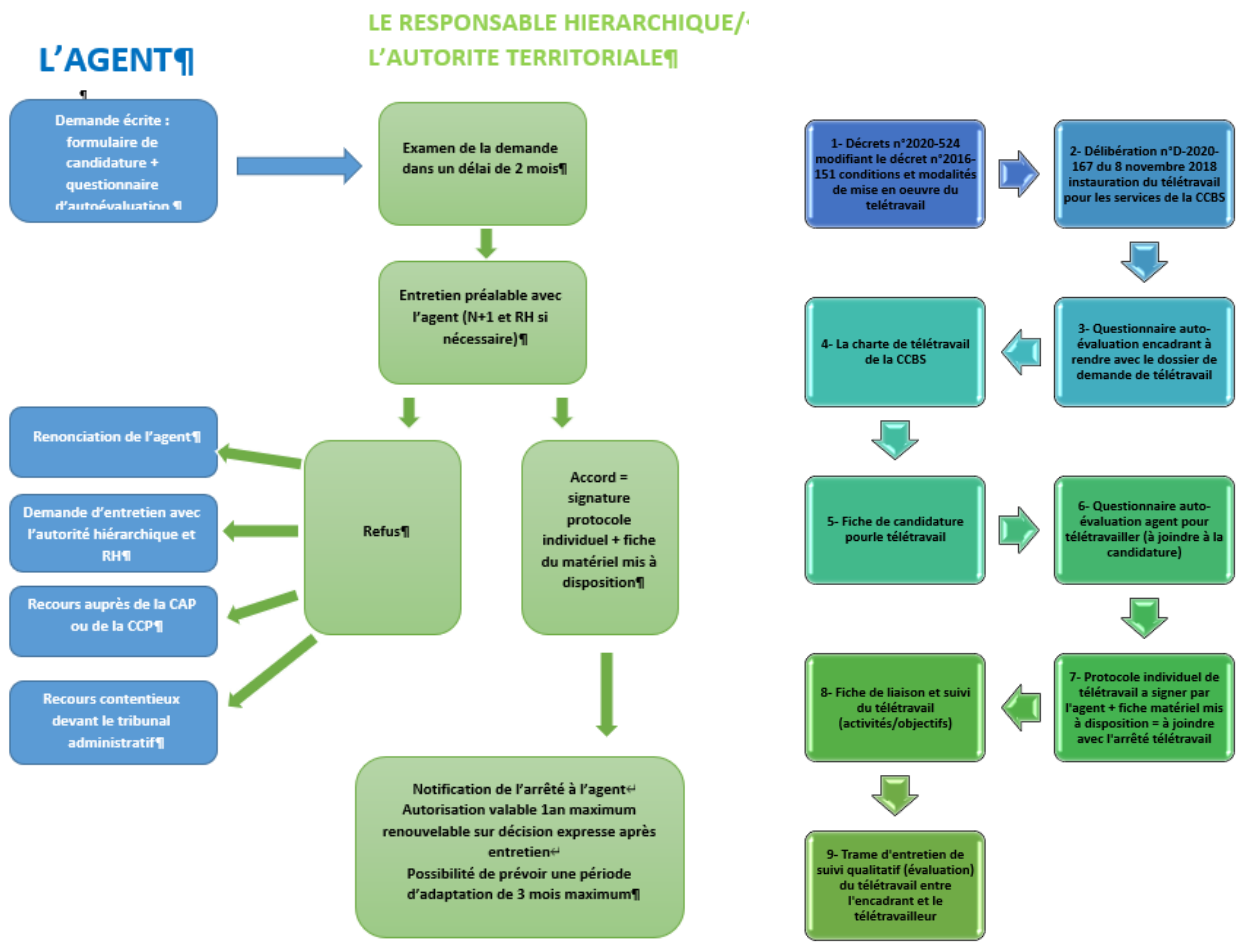 LE RESPONSABLE HIERARCHIQUE/
L'AUTORITE TERRITORIALE¶
L'AGENT¶
¶
Demande écrite :
formulaire de
candidature +
questionnaire
d'autoévaluation ¶
Examen de la demande
dans un délai de 2 mois¶
Entretien préalable avec
l'agent (N+1 et RH si
nécessaire)¶
Renonciation de l'agent¶
Demande d'entretien avec
l'autorité hiérarchique et
RH¶
Recours auprès de la CAP
ou de la CCP¶
Recours contentieux
devant le tribunal
administratif¶
Refus¶
Accord =
signature
protocole
individuel + fiche
du matériel mis à
disposition¶
Notification de l'arrêté à l'agent↵
Autorisation valable 1an maximum
renouvelable sur décision expresse après
entretien↵
Possibilité de prévoir une période
d'adaptation de 3 mois maximum¶
1- Décrets n°2020-524
modifiant le décret n°2016-
151 conditions et modalités
de mise en oeuvre du
telétravail
2- Délibération n°D-2020-
167 du 8 novembre 2018
instauration du télétravail
pour les services de la CCBS
3- Questionnaire auto-
évaluation encadrant à
rendre avec le dossier de
demande de télétravail
4- La charte de télétravail
de la CCBS
5- Fiche de candidature
pourle télétravail
6- Questionnaire auto-
évaluation agent pour
télétravailler (à joindre à la
candidature)
7- Protocole individuel de
télétravail a signer par
l'agent + fiche matériel mis
à disposition = à joindre
avec l'arrêté télétravail
8- Fiche de liaison et suivi
du télétravail
(activités/objectifs)
9- Trame d'entretien de
suivi qualitatif (évaluation)
du télétravail entre
l'encadrant et le
télétravailleur